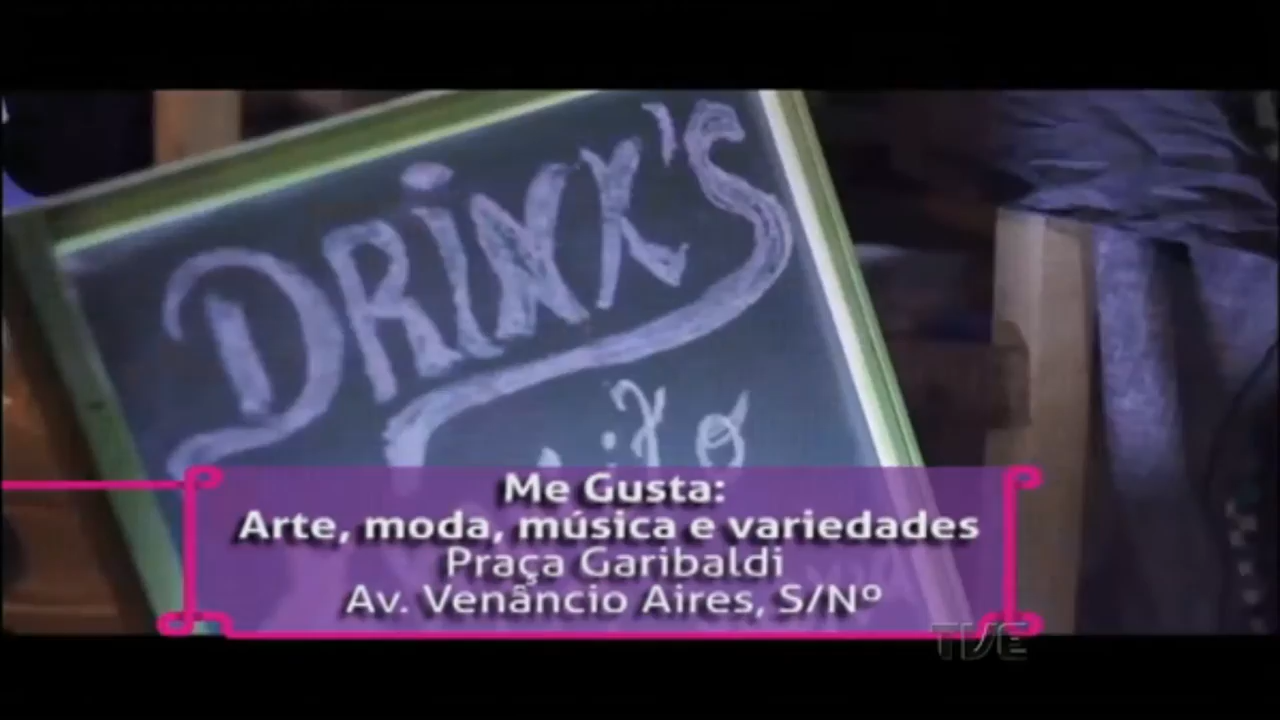 DRINK'S
Me Gusta:
Arte, moda, música e variedades
Praça Garibaldi
Av. Venâncio Aires, S/Nº
TVE